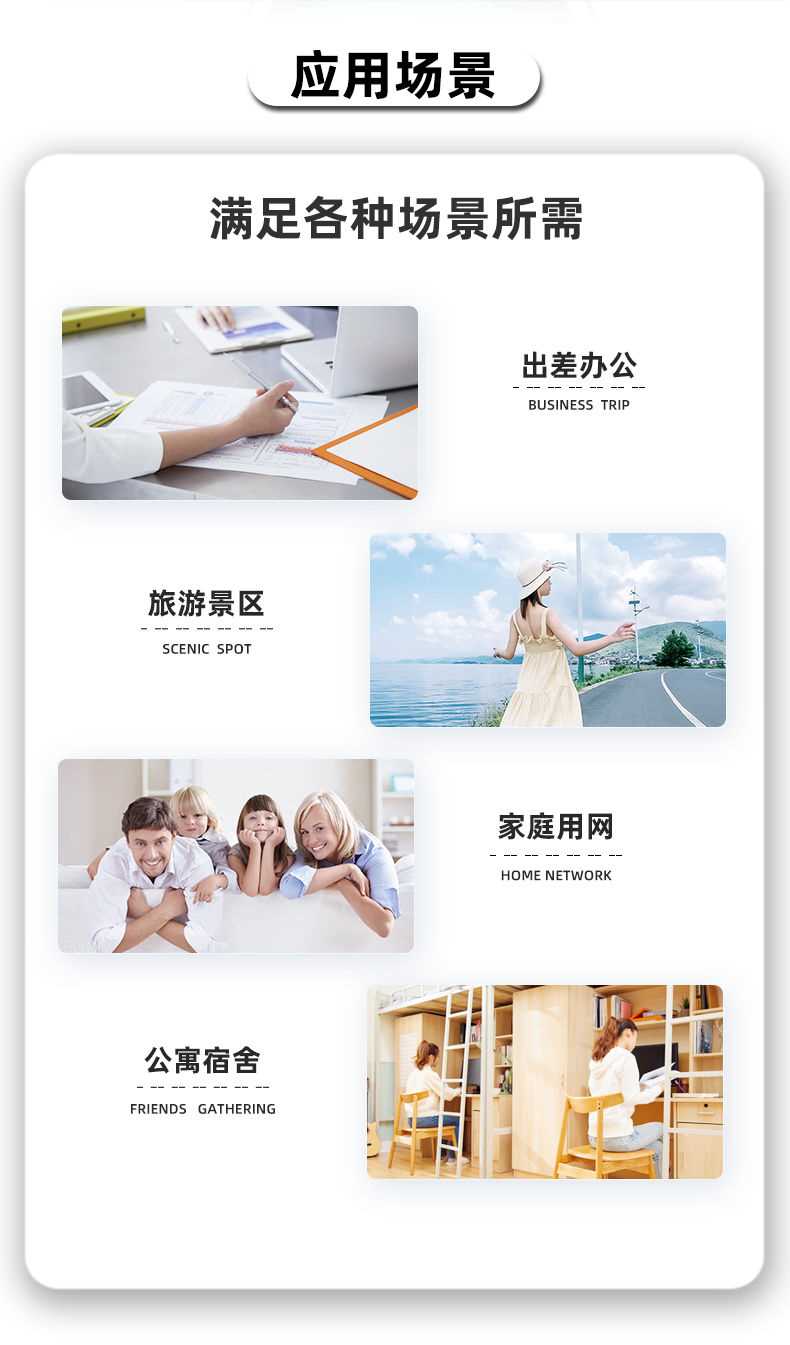 应用场景
满足各种场景所需
出差办公
BUSINESS TRIP
旅游景区
SCENIC SPOT
家庭用网
HOME NETWORK
公寓宿舍
FRIENDS GATHERING